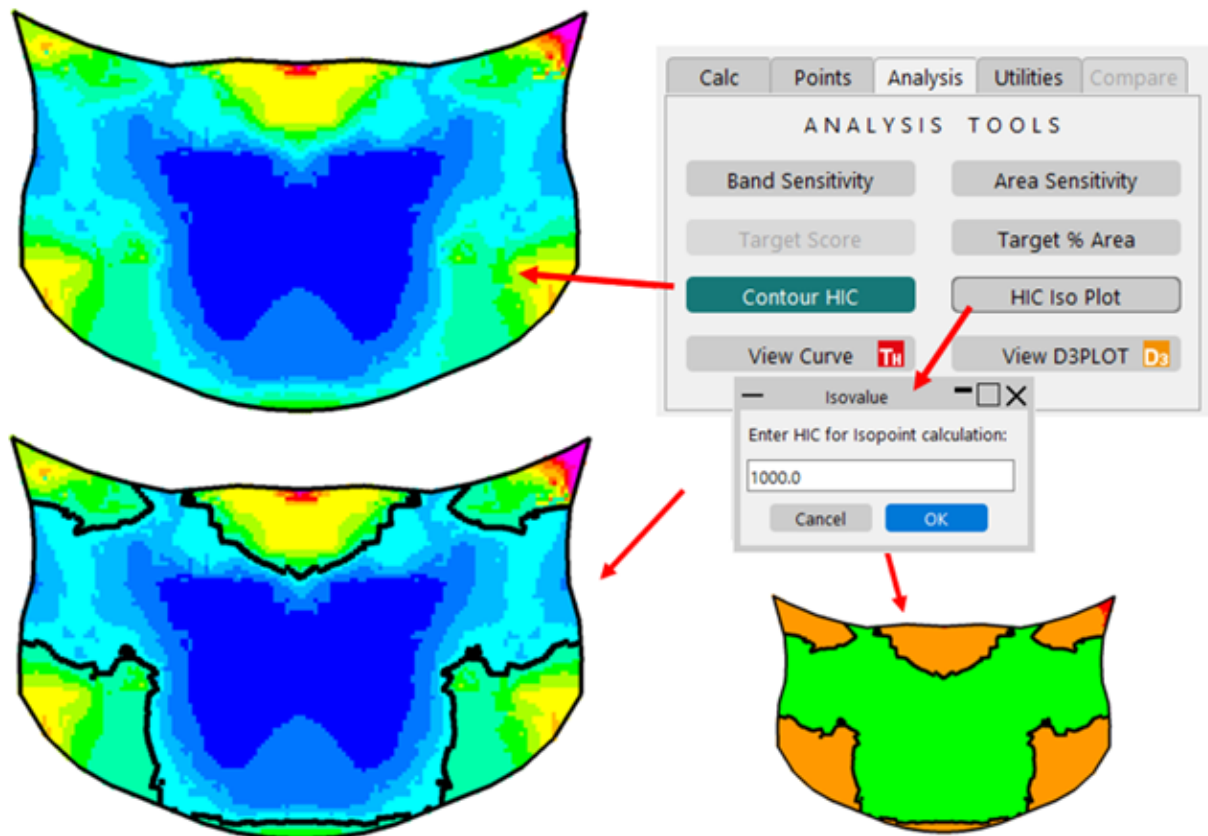 Calc Points Analysis Utilities Compare
ANALYSIS TOOLS
Band Sensitivity Area Sensitivity
Target Score Target % Area
Contour HIC HIC Iso Plot
View Curve TH View D3PLOT D3
Isovalue
Enter HIC for Isopoint calculation:
1000.0
Cancel OK